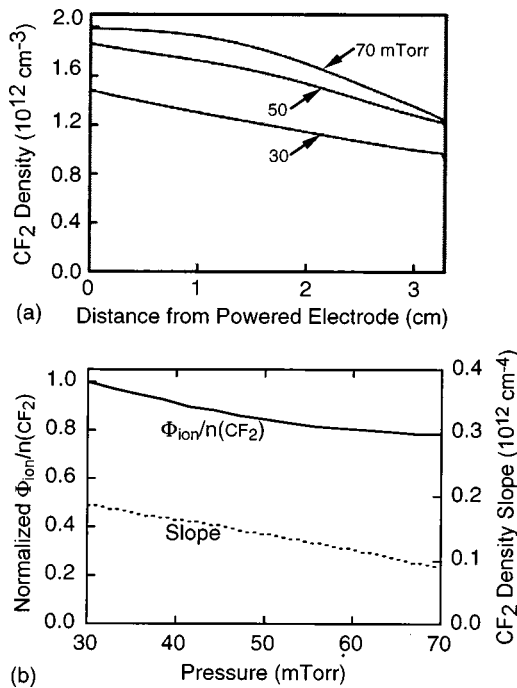 2.0
1.6
1.2
0.8
0.4
0.0
CF2 Density (10^12 cm^-3)
70 mTorr
50
30
0 1 2 3
(a) Distance from Powered Electrode (cm)
1.0
0.8
0.6
0.4
0.2
0.0
Normalized Φion/n(CF2)
Φion/n(CF2)
Slope
0.4
0.3
0.2
0.1
0.0
CF2 Density Slope (10^12 cm^-4)
30 40 50 60 70
(b) Pressure (mTorr)